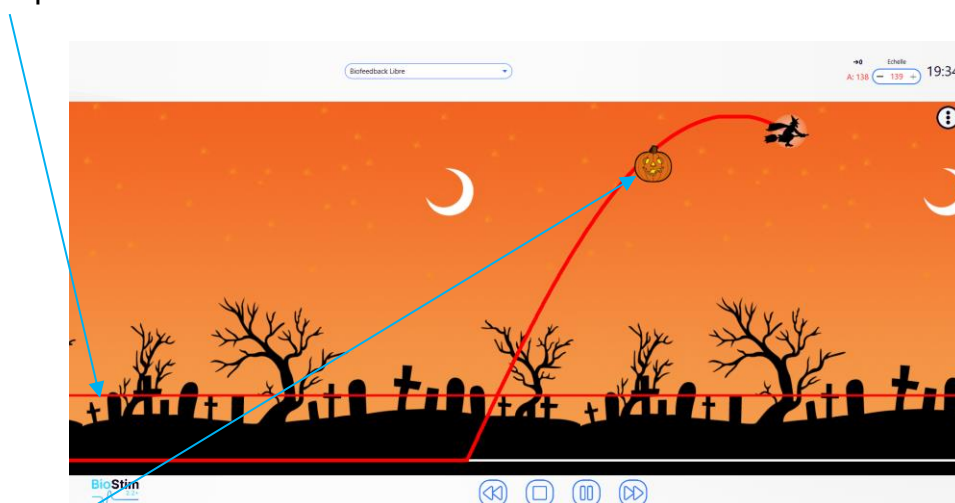 Biofeedback Libre
Echelle
A: 138 − 139 +
19:34
BioStim